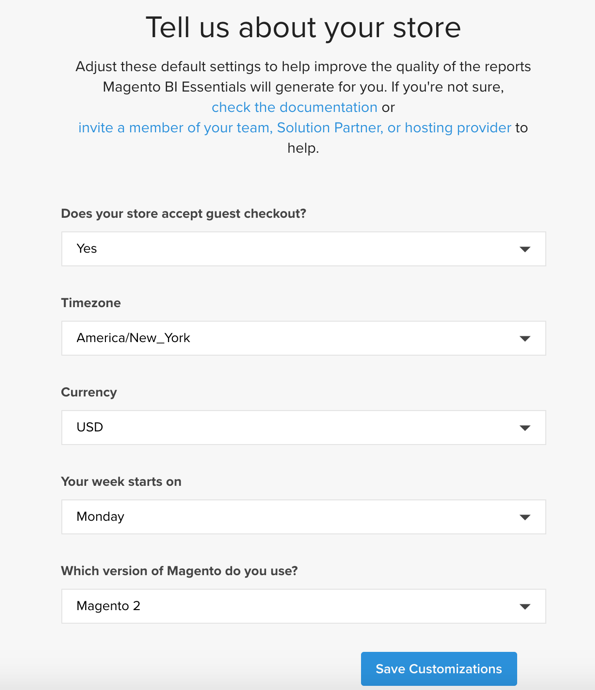 Tell us about your store
Adjust these default settings to help improve the quality of the reports
Magento BI Essentials will generate for you. If you're not sure,
check the documentation or
invite a member of your team, Solution Partner, or hosting provider to
help.
Does your store accept guest checkout?
Yes
Timezone
America/New_York
Currency
USD
Your week starts on
Monday
Which version of Magento do you use?
Magento 2
Save Customizations